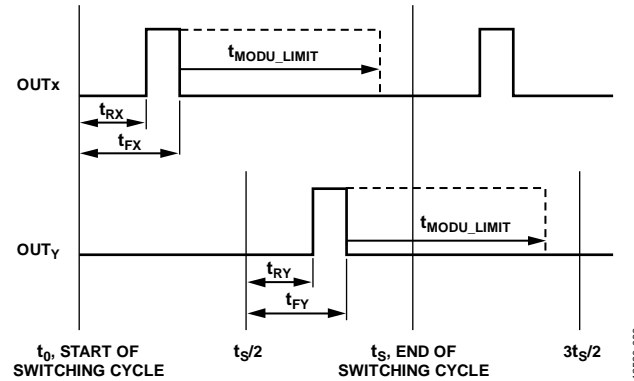 OUTX
tMODU_LIMIT
tRX
tFX
OUTY
tMODU_LIMIT
tRY
tFY
t0, START OF
SWITCHING CYCLE
tS/2
tS, END OF
SWITCHING CYCLE
3tS/2